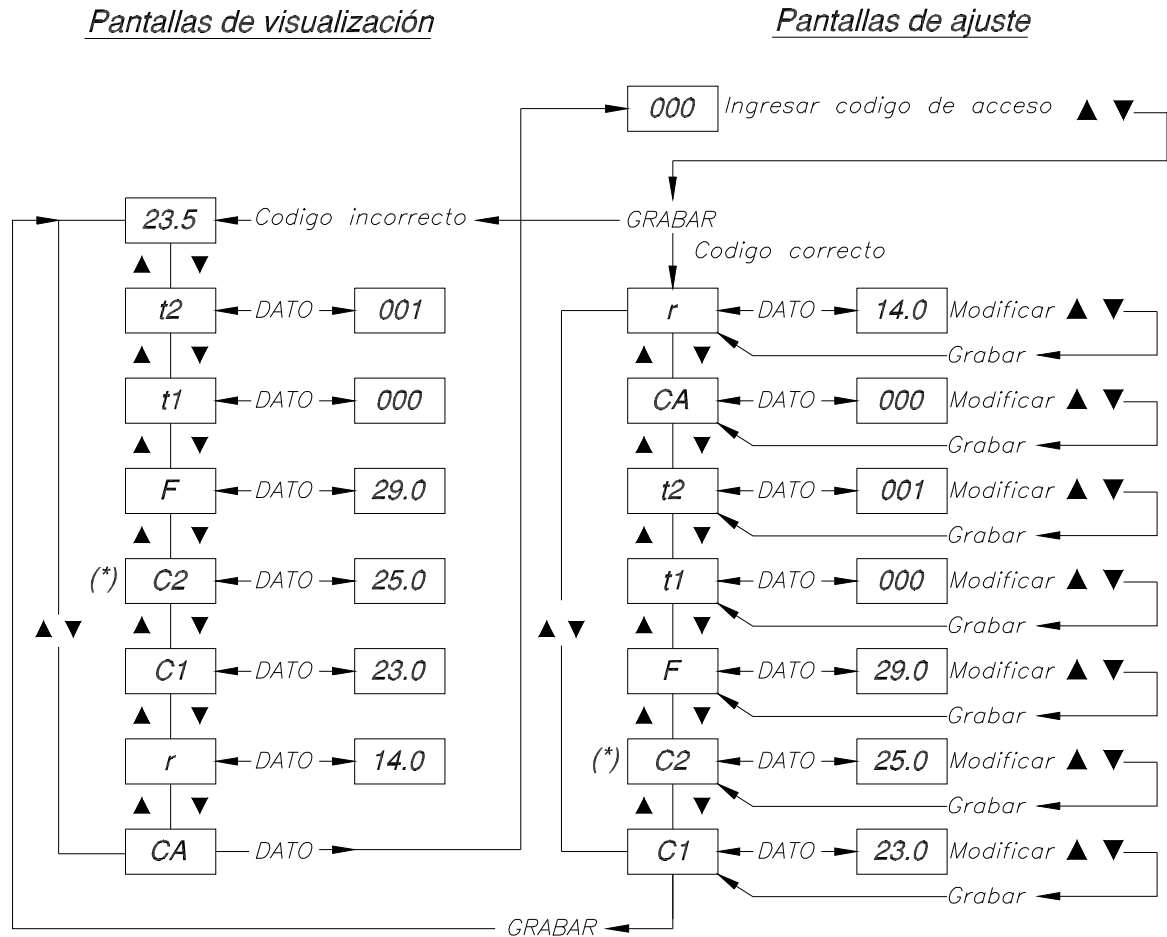 Pantallas de visualización
Pantallas de ajuste
000 Ingresar codigo de acceso ▲ ▼
23.5 Codigo incorrecto GRABAR
Codigo correcto
▲ ▼
t2 DATO 001
r DATO 14.0 Modificar ▲ ▼
▲ ▼
Grabar
t1 DATO 000
CA DATO 000 Modificar ▲ ▼
▲ ▼
▲ ▼
Grabar
F DATO 29.0
t2 DATO 001 Modificar ▲ ▼
▲ ▼
▲ ▼
Grabar
(*) C2 DATO 25.0
t1 DATO 000 Modificar ▲ ▼
▲ ▼
▲ ▼
▲ ▼
▲ ▼
Grabar
C1 DATO 23.0
F DATO 29.0 Modificar ▲ ▼
▲ ▼
▲ ▼
Grabar
r DATO 14.0
(*) C2 DATO 25.0 Modificar ▲ ▼
▲ ▼
▲ ▼
Grabar
CA DATO
C1 DATO 23.0 Modificar ▲ ▼
Grabar
GRABAR